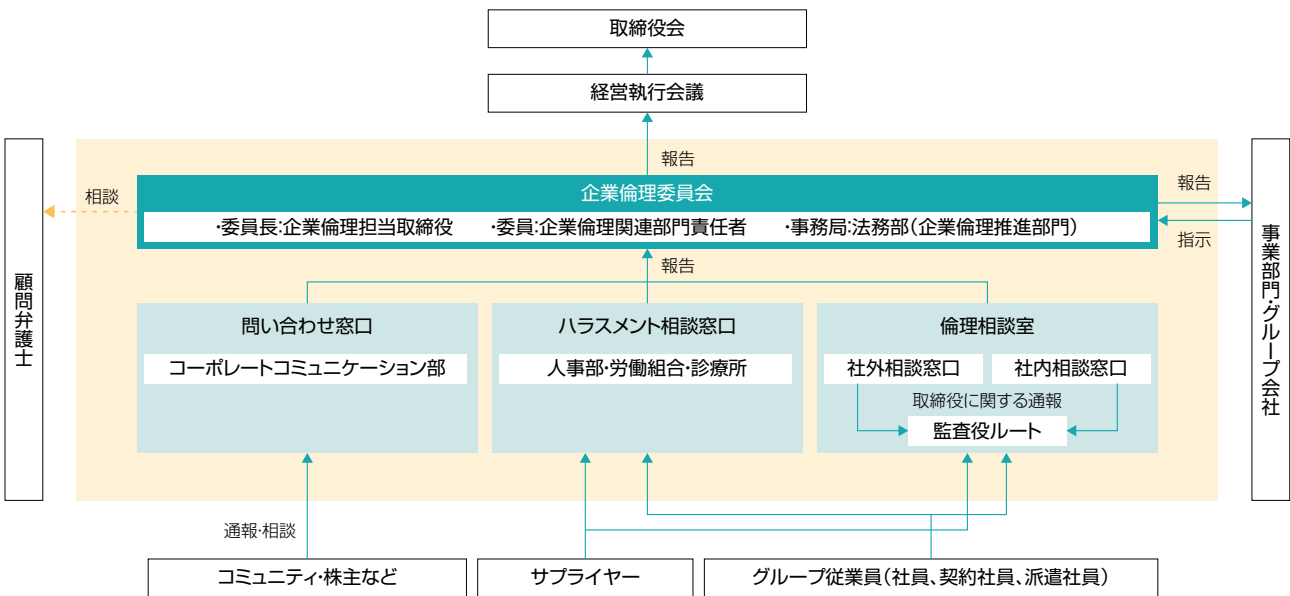 取締役会
経営執行会議
報告
相談
企業倫理委員会
・委員長:企業倫理担当取締役 ・委員:企業倫理関連部門責任者 ・事務局:法務部(企業倫理推進部門)
報告
指示
顧問弁護士
事業部門・グループ会社
報告
問い合わせ窓口
コーポレートコミュニケーション部
ハラスメント相談窓口
人事部・労働組合・診療所
倫理相談室
社外相談窓口
社内相談窓口
取締役に関する通報
監査役ルート
通報・相談
コミュニティ・株主など
サプライヤー
グループ従業員(社員、契約社員、派遣社員)